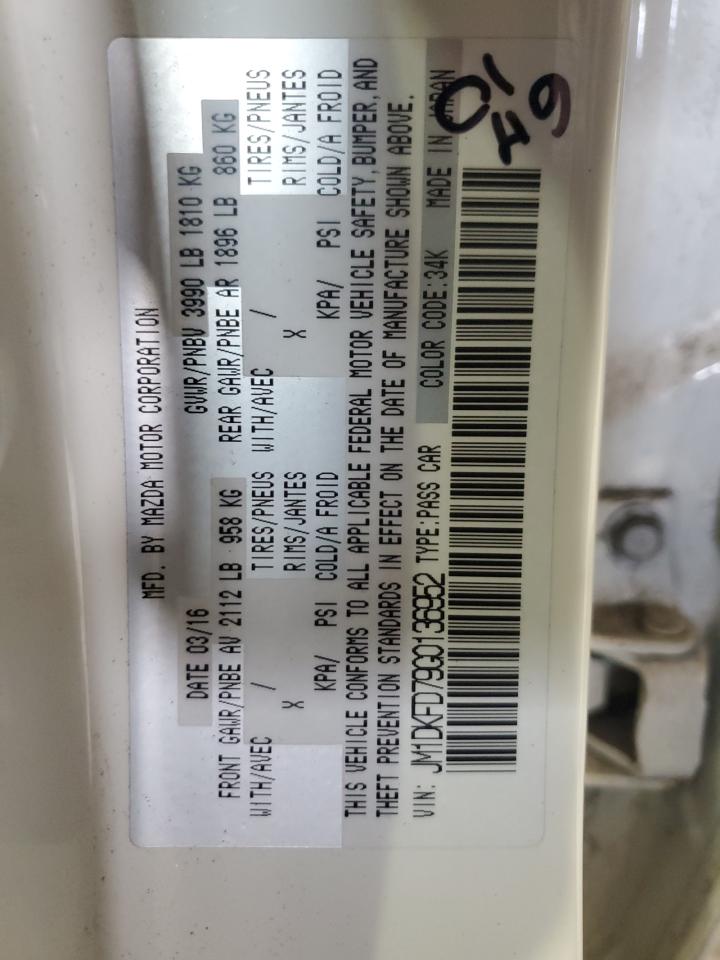 MFD. BY MAZDA MOTOR CORPORATION
DATE 03/16 GVWR/PNBV 3990 LB 1810 KG
FRONT GAWR/PNBE AV 2112 LB 958 KG REAR GAWR/PNBE AR 1896 LB 860 KG
WITH/AVEC / TIRES/PNEUS WITH/AVEC / TIRES/PNEUS
X RIMS/JANTES X RIMS/JANTES
KPA/ PSI COLD/A FROID KPA/ PSI COLD/A FROID
THIS VEHICLE CONFORMS TO ALL APPLICABLE FEDERAL MOTOR VEHICLE SAFETY, BUMPER, AND
THEFT PREVENTION STANDARDS IN EFFECT ON THE DATE OF MANUFACTURE SHOWN ABOVE.
VIN: JM1DKFD79G0136952 TYPE:PASS CAR COLOR CODE:34K MADE IN JAPAN